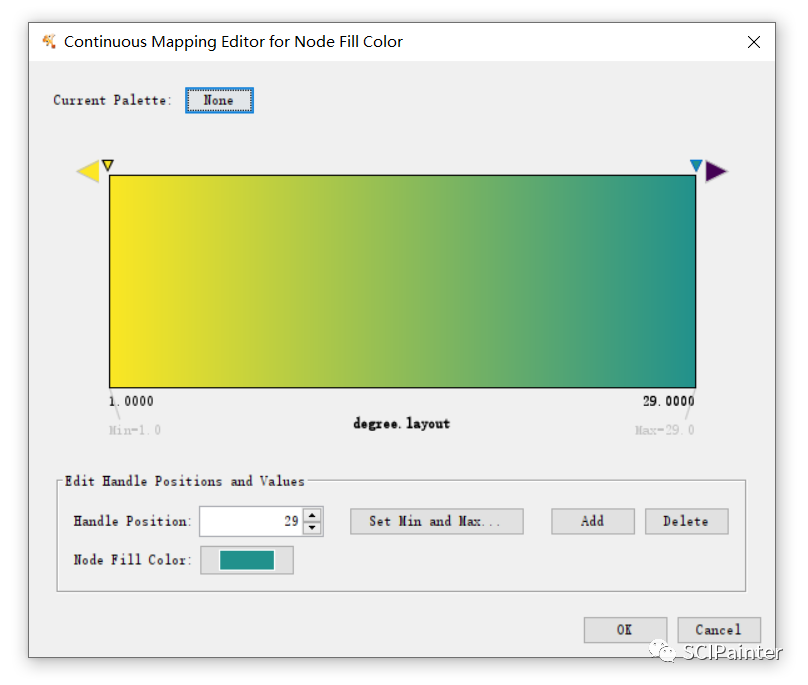 Continuous Mapping Editor for Node Fill Color
Current Palette: None
1.0000 29.0000
Min=1.0 degree.layout Max=29.0
Edit Handle Positions and Values
Handle Position: 29 Set Min and Max... Add Delete
Node Fill Color:
OK Cancel
SCIPainter